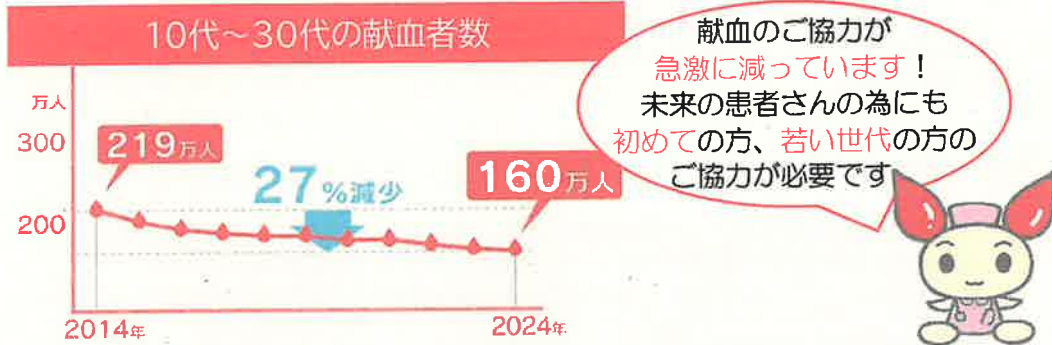 10代～30代の献血者数
万人
300
219万人
27%減少
160万人
200
2014年
2024年
献血のご協力が
急激に減っています！
未来の患者さんの為にも
初めての方、若い世代の方の
ご協力が必要です